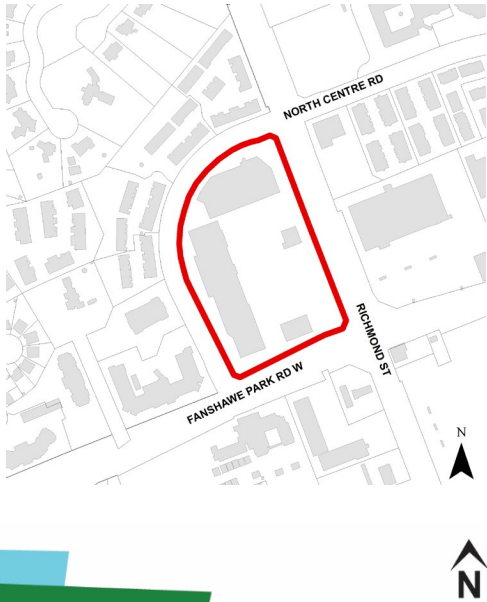 NORTH CENTRE RD
RICHMOND ST
FANSHAWE PARK RD W
N
N